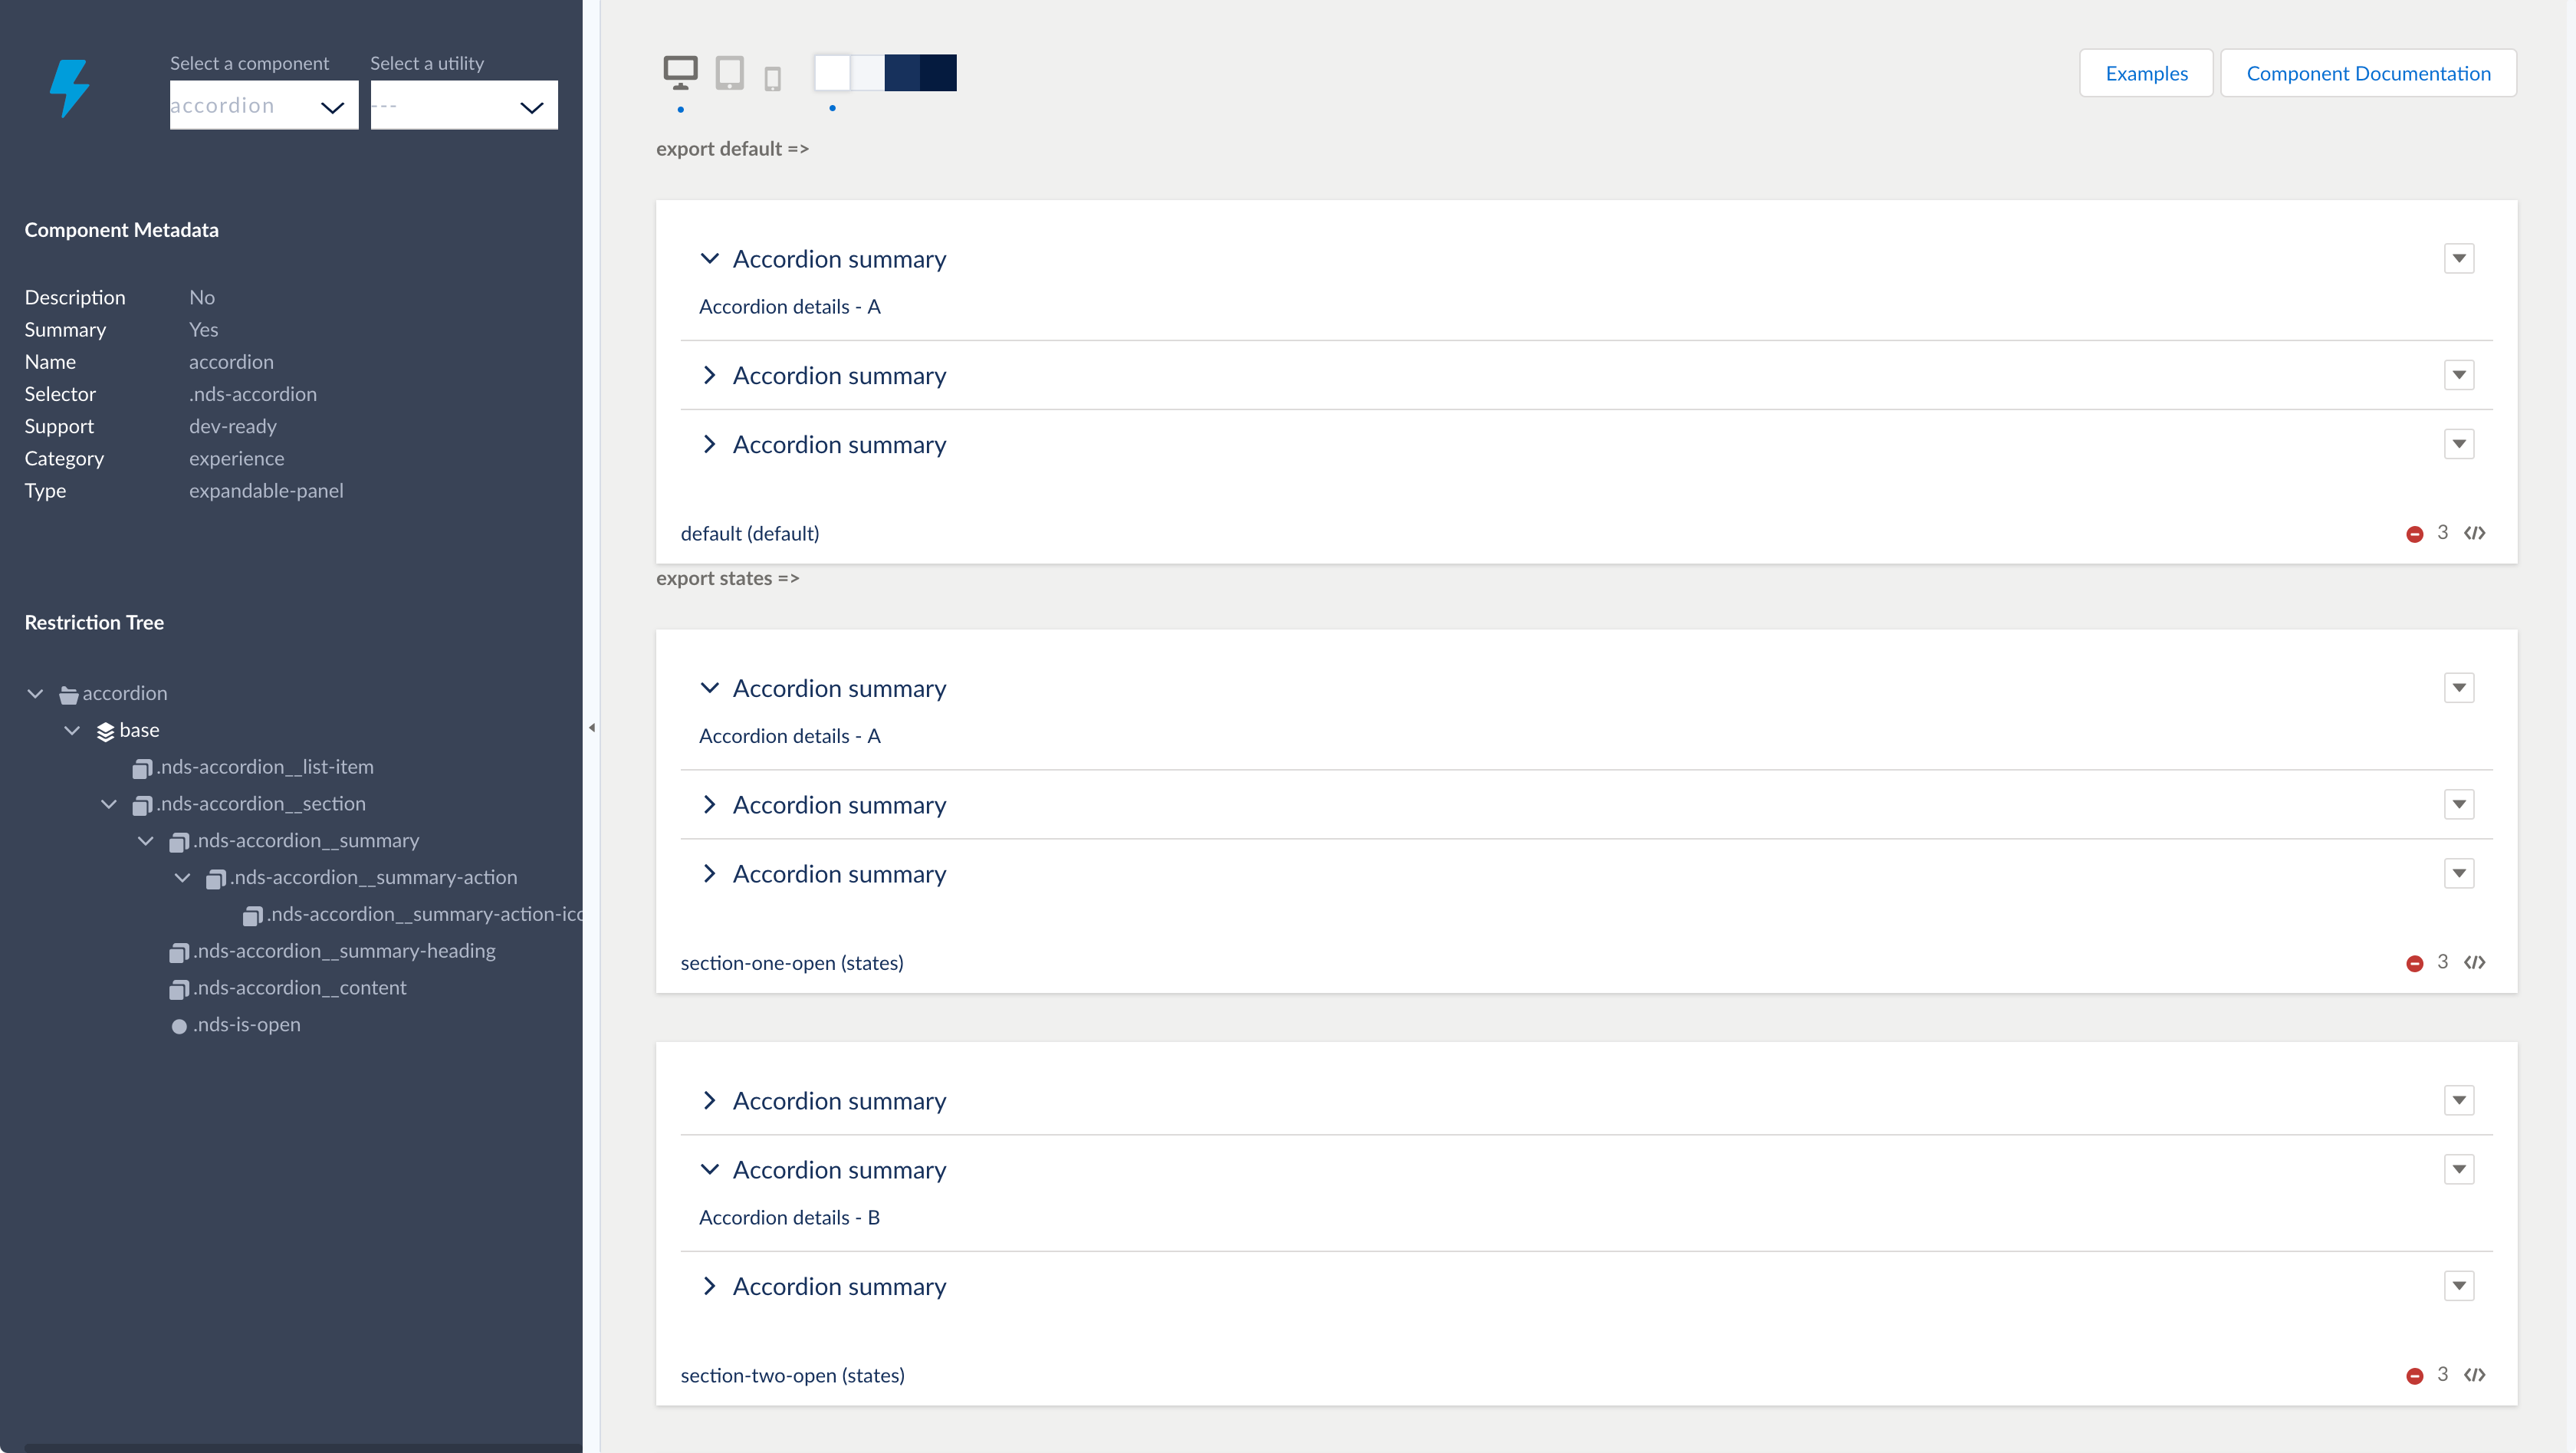 Select a component
Select a utility
accordion
---
Component Metadata
Description No
Summary Yes
Name accordion
Selector .nds-accordion
Support dev-ready
Category experience
Type expandable-panel
Restriction Tree
accordion
base
.nds-accordion__list-item
.nds-accordion__section
.nds-accordion__summary
.nds-accordion__summary-action
.nds-accordion__summary-action-ico
.nds-accordion__summary-heading
.nds-accordion__content
.nds-is-open
Examples
Component Documentation
export default =>
Accordion summary
Accordion details - A
Accordion summary
Accordion summary
default (default)
3
export states =>
Accordion summary
Accordion details - A
Accordion summary
Accordion summary
section-one-open (states)
3
Accordion summary
Accordion summary
Accordion details - B
Accordion summary
section-two-open (states)
3